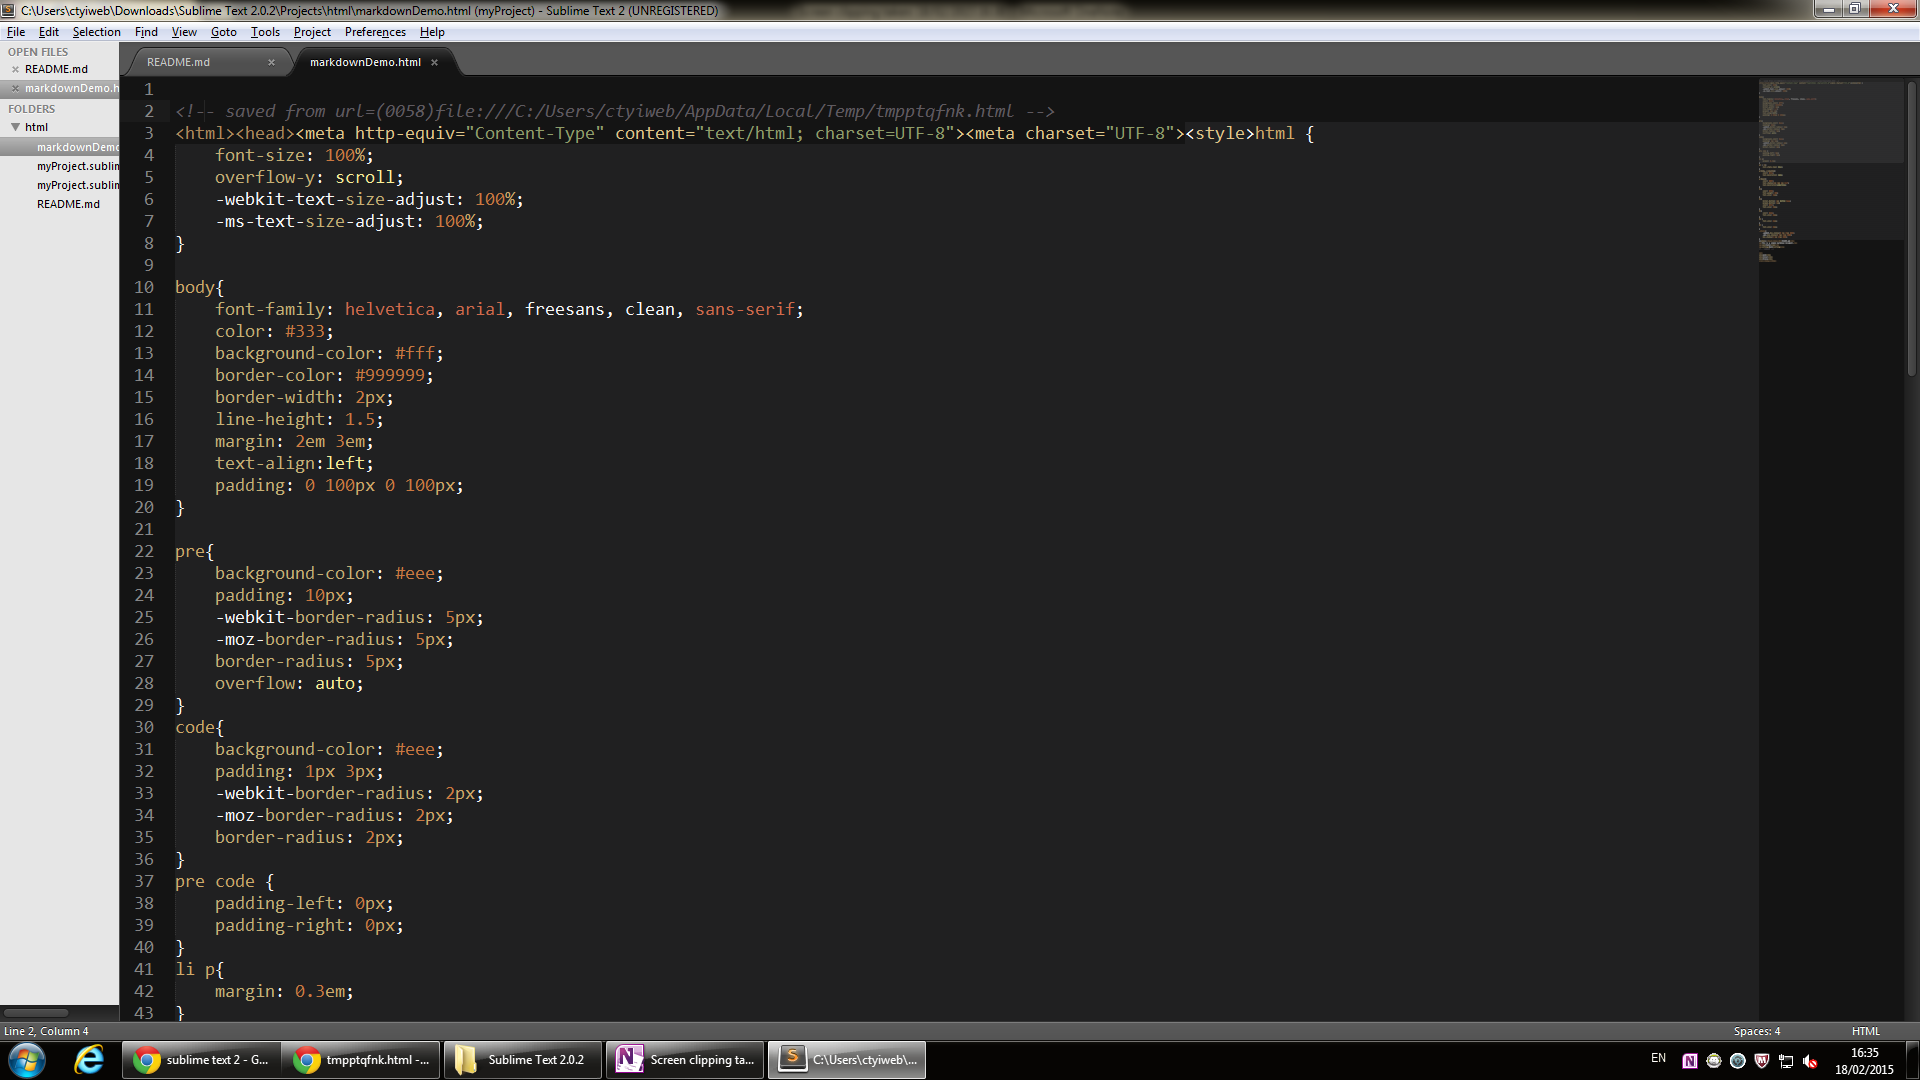 C:\Users\ctyiweb\Downloads\Sublime Text 2.0.2\Projects\html\markdownDemo.html (myProject) - Sublime Text 2 (UNREGISTERED)
File Edit Selection Find View Goto Tools Project Preferences Help
OPEN FILES
README.md
markdownDemo.h
FOLDERS
html
markdownDemo
myProject.sublim
myProject.sublim
README.md
README.md
markdownDemo.html
1
2 <!-- saved from url=(0058)file:///C:/Users/ctyiweb/AppData/Local/Temp/tmpptqfnk.html -->
3 <html><head><meta http-equiv="Content-Type" content="text/html; charset=UTF-8"><meta charset="UTF-8"><style>html {
4     font-size: 100%;
5     overflow-y: scroll;
6     -webkit-text-size-adjust: 100%;
7     -ms-text-size-adjust: 100%;
8 }
9
10 body{
11     font-family: helvetica, arial, freesans, clean, sans-serif;
12     color: #333;
13     background-color: #fff;
14     border-color: #999999;
15     border-width: 2px;
16     line-height: 1.5;
17     margin: 2em 3em;
18     text-align:left;
19     padding: 0 100px 0 100px;
20 }
21
22 pre{
23     background-color: #eee;
24     padding: 10px;
25     -webkit-border-radius: 5px;
26     -moz-border-radius: 5px;
27     border-radius: 5px;
28     overflow: auto;
29 }
30 code{
31     background-color: #eee;
32     padding: 1px 3px;
33     -webkit-border-radius: 2px;
34     -moz-border-radius: 2px;
35     border-radius: 2px;
36 }
37 pre code {
38     padding-left: 0px;
39     padding-right: 0px;
40 }
41 li p{
42     margin: 0.3em;
43 }
Line 2, Column 4
Spaces: 4
HTML
sublime text 2 - G...
tmpptqfnk.html -...
Sublime Text 2.0.2
Screen clipping ta...
C:\Users\ctyiweb\...
EN
16:35
18/02/2015